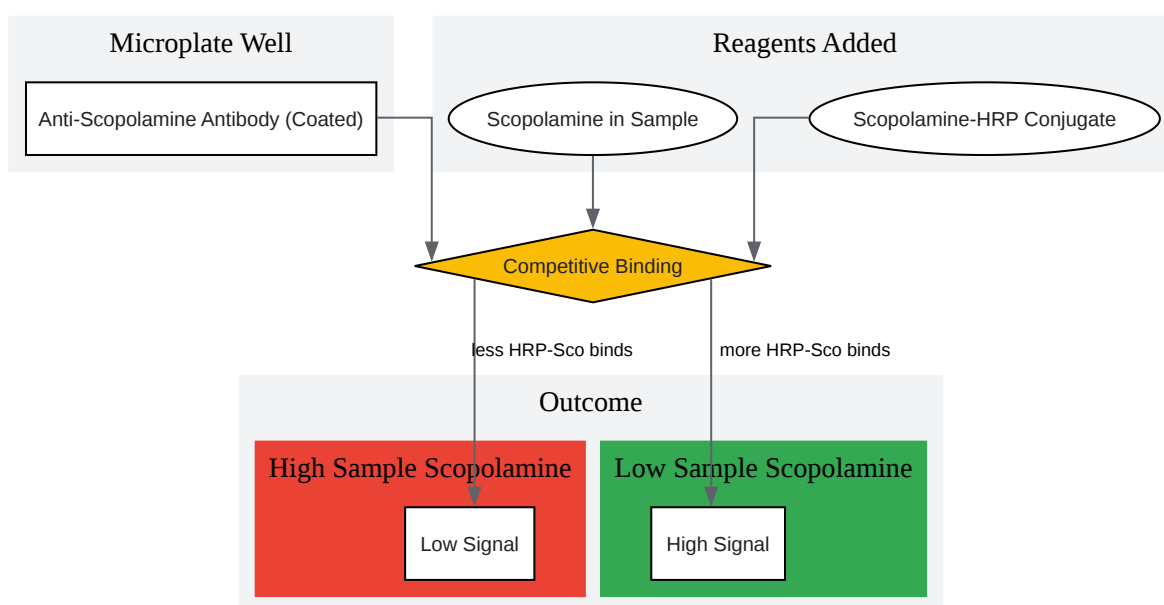 Microplate Well
Reagents Added
Anti-Scopolamine Antibody (Coated)
Scopolamine in Sample
Scopolamine-HRP Conjugate
Competitive Binding
less HRP-Sco binds
more HRP-Sco binds
Outcome
High Sample Scopolamine
Low Sample Scopolamine
Low Signal
High Signal